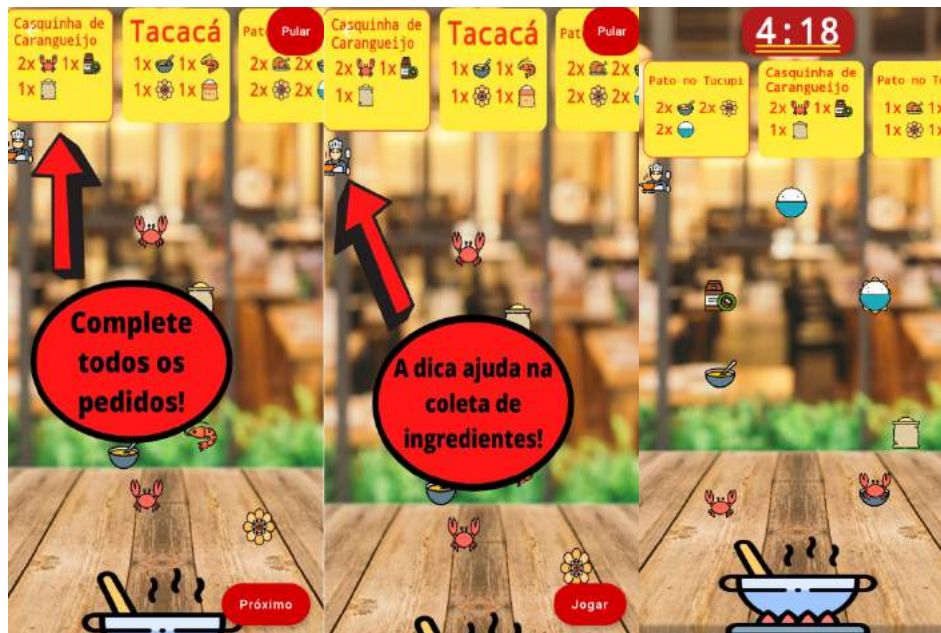 Casquinha de
Carangueijo
2x 1x
1x
Tacacá
1x 1x
1x 1x
Pato
2x 2x
2x 2x
Pular
Complete
todos os
pedidos!
Próximo
Casquinha de
Carangueijo
2x 1x
1x
Tacacá
1x 1x
1x 1x
Pa
2x 2x
2x 2x
Pular
A dica ajuda na
coleta de
ingredientes!
Jogar
4:18
Pato no Tucupi
2x 2x
2x
Casquinha de
Carangueijo
2x 1x
1x
Pato no T
1x 1x
1x 1x